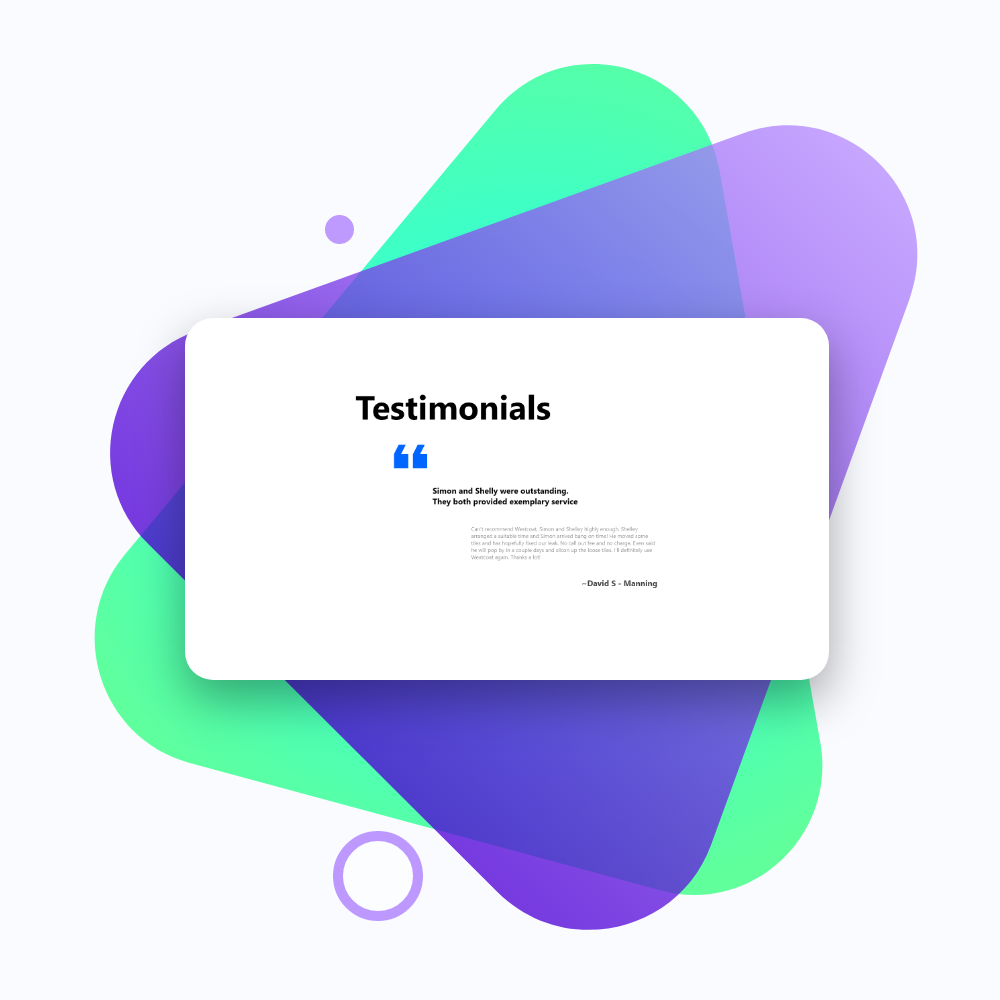 Testimonials
❝
Simon and Shelly were outstanding.
They both provided exemplary service
Can't recommend Westcoat, Simon and Shelley highly enough. Shelley
arranged a suitable time and Simon arrived bang on time! He moved some
tiles and has hopefully fixed our leak. No call out fee and no charge. Even said
he will pop by in a couple days and silicon up the loose tiles. I'll definitely use
Westcoat again. Thanks a lot!
~David S - Manning